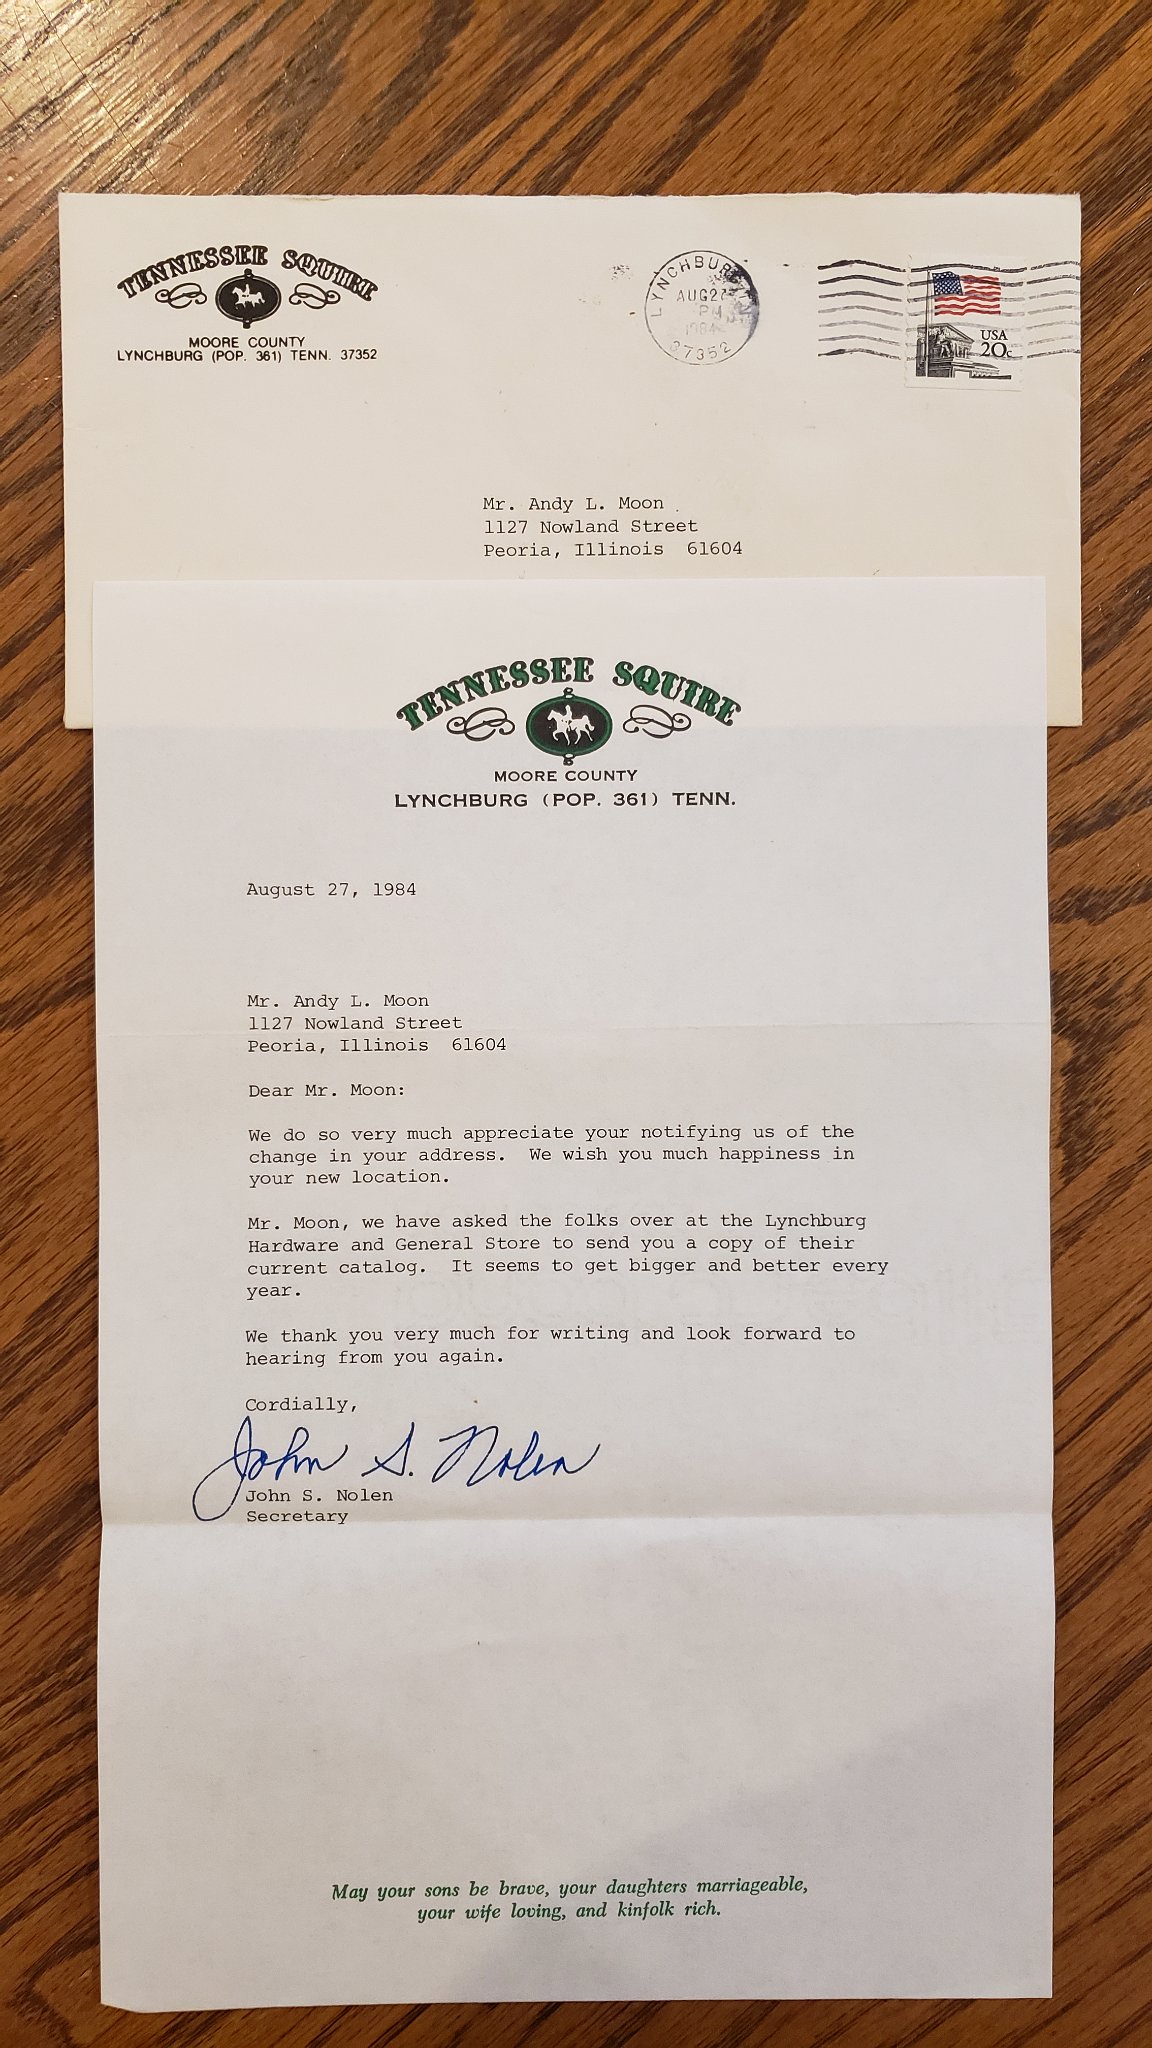 TENNESSEE SQUIRE
MOORE COUNTY
LYNCHBURG (POP. 361) TENN. 37352
LYNCHBURG
AUG
PM
1984
37352
USA
20c
Mr. Andy L. Moon
1127 Nowland Street
Peoria, Illinois 61604
TENNESSEE SQUIRE
MOORE COUNTY
LYNCHBURG (POP. 361) TENN.
August 27, 1984
Mr. Andy L. Moon
1127 Nowland Street
Peoria, Illinois 61604
Dear Mr. Moon:
We do so very much appreciate your notifying us of the
change in your address. We wish you much happiness in
your new location.
Mr. Moon, we have asked the folks over at the Lynchburg
Hardware and General Store to send you a copy of their
current catalog. It seems to get bigger and better every
year.
We thank you very much for writing and look forward to
hearing from you again.
Cordially,
John S. Nolen
John S. Nolen
Secretary
May your sons be brave, your daughters marriageable,
your wife loving, and kinfolk rich.